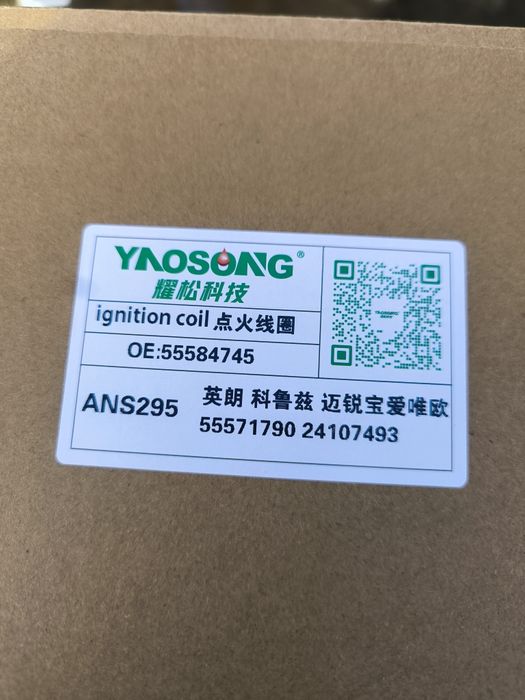 YAOSONG®
耀松科技
ignition coil 点火线圈
OE:55584745
ANS295
英朗 科鲁兹 迈锐宝爱唯欧
55571790 24107493